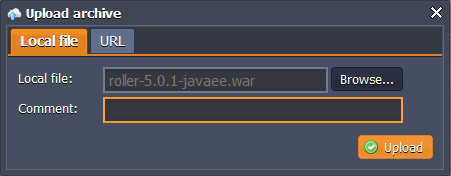 Upload archive
Local file URL
Local file: roller-5.0.1-javaee.war Browse...
Comment:
Upload